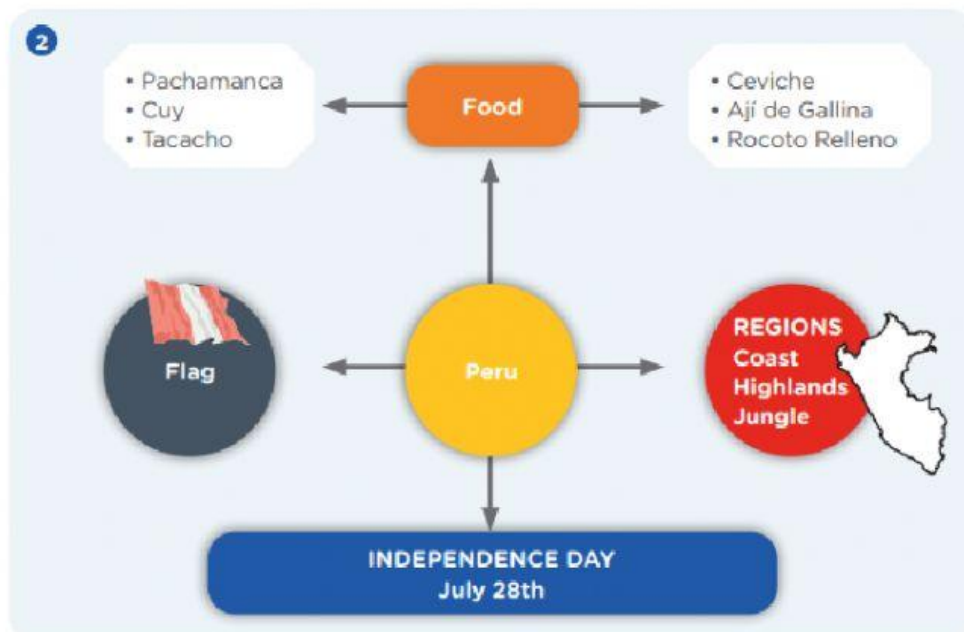 2
• Pachamanca
• Cuy
• Tacacho
Food
• Ceviche
• Ají de Gallina
• Rocoto Relleno
Flag
Peru
REGIONS
Coast
Highlands
Jungle
INDEPENDENCE DAY
July 28th